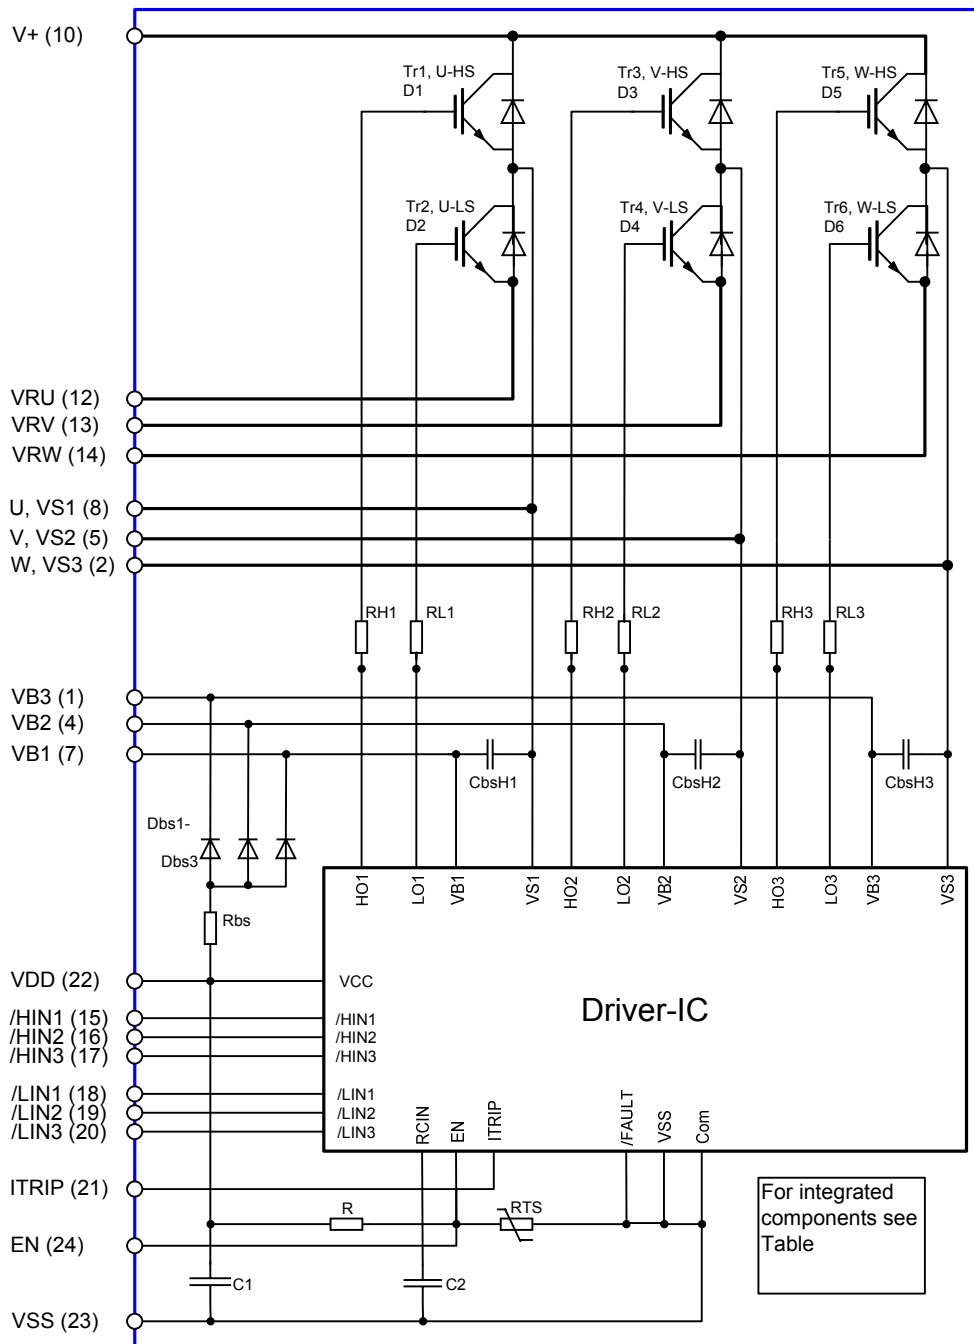 V+ (10)
Tr1, U-HS
D1
Tr3, V-HS
D3
Tr5, W-HS
D5
Tr2, U-LS
D2
Tr4, V-LS
D4
Tr6, W-LS
D6
VRU (12)
VRV (13)
VRW (14)
U, VS1 (8)
V, VS2 (5)
W, VS3 (2)
RH1
RL1
RH2
RL2
RH3
RL3
VB3 (1)
VB2 (4)
VB1 (7)
CbsH1
CbsH2
CbsH3
Dbs1-
Dbs3
Rbs
HO1
LO1
VB1
VS1
HO2
LO2
VB2
VS2
HO3
LO3
VB3
VS3
VDD (22)
VCC
Driver-IC
/HIN1 (15)
/HIN1
/HIN2 (16)
/HIN2
/HIN3 (17)
/HIN3
/LIN1 (18)
/LIN1
/LIN2 (19)
/LIN2
/LIN3 (20)
/LIN3
RCIN
EN
ITRIP
/FAULT
VSS
Com
ITRIP (21)
R
RTS
For integrated
components see
Table
EN (24)
C1
C2
VSS (23)